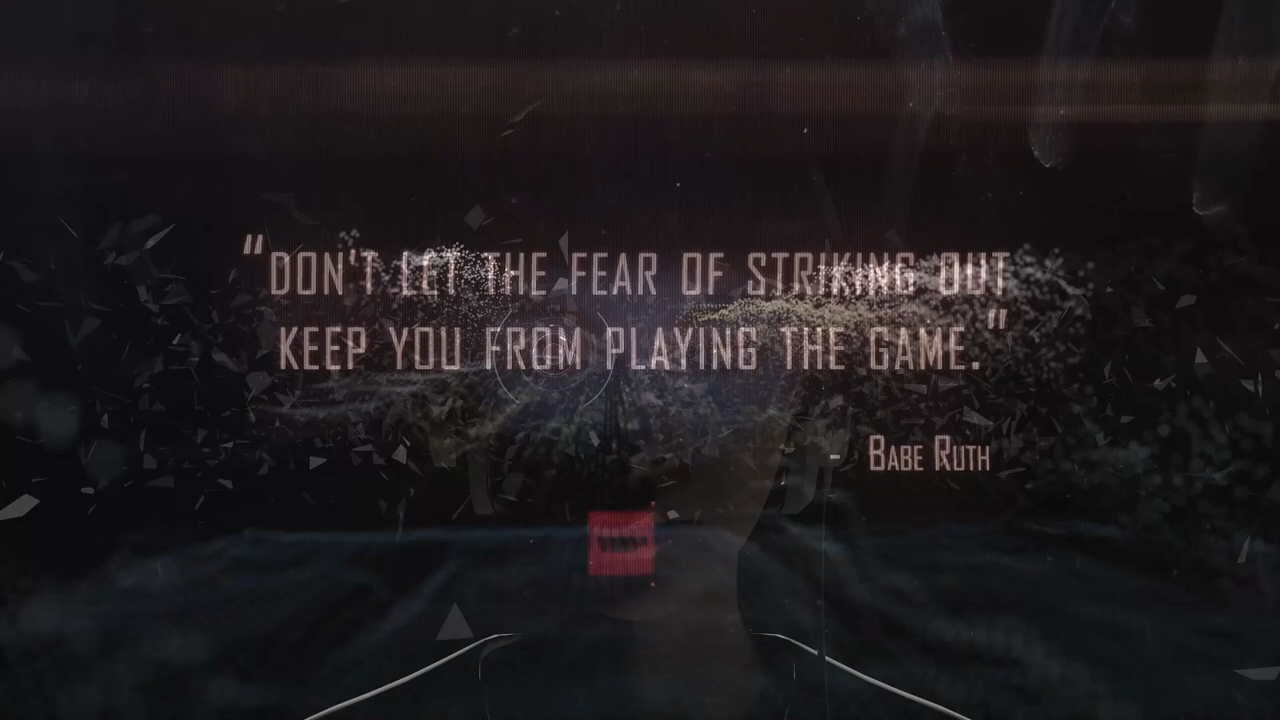 “DON'T LET THE FEAR OF STRIKING OUT
KEEP YOU FROM PLAYING THE GAME.”
- BABE RUTH